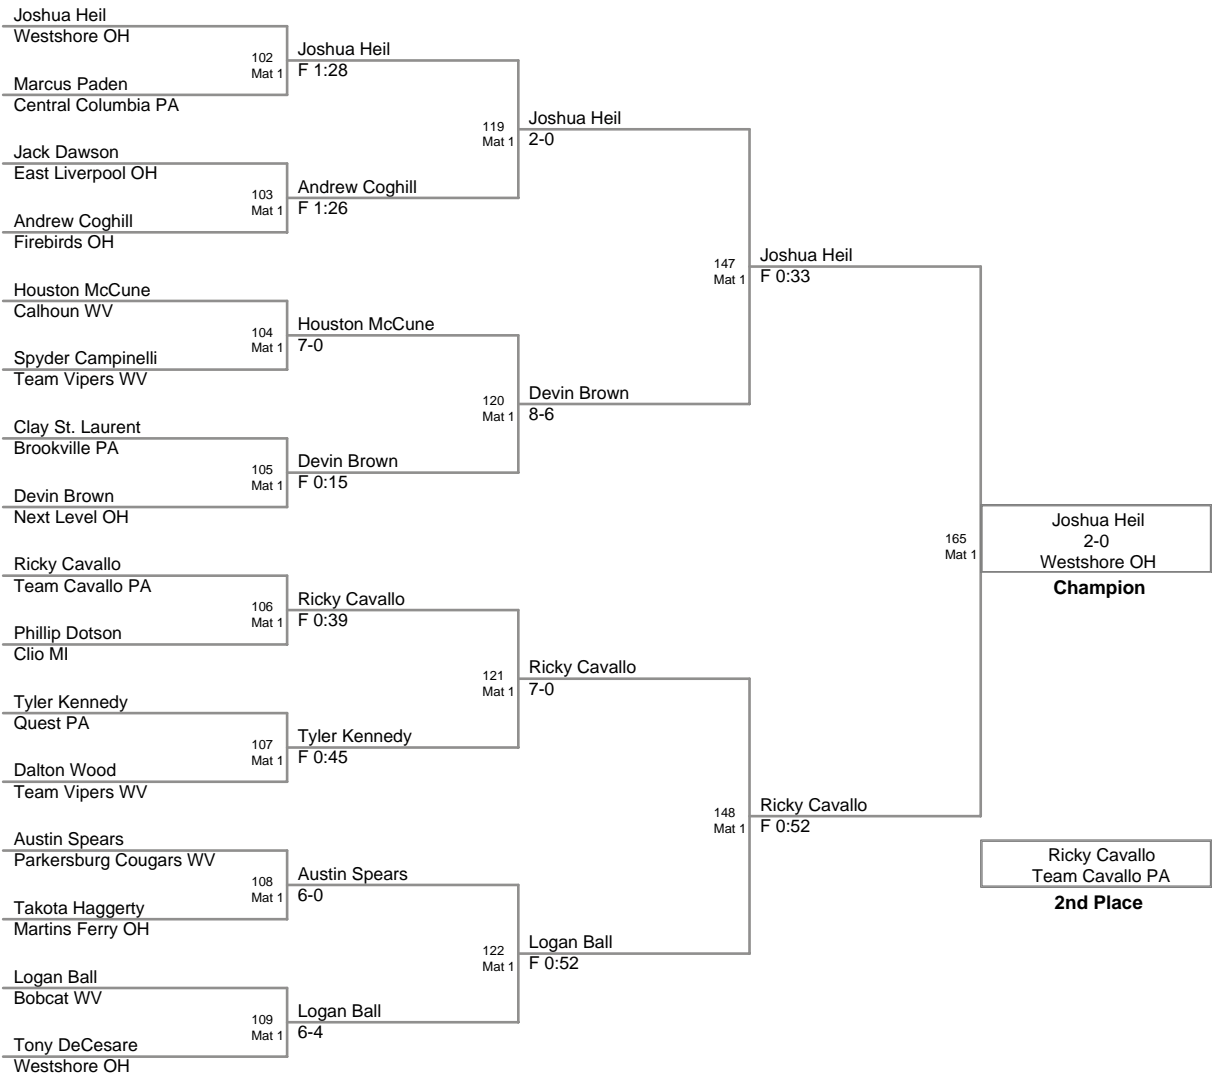 Joshua Heil
Westshore OH
102
Mat 1
Joshua Heil
F 1:28
Marcus Paden
Central Columbia PA
119
Mat 1
Joshua Heil
2-0
Jack Dawson
East Liverpool OH
103
Mat 1
Andrew Coghill
F 1:26
Andrew Coghill
Firebirds OH
147
Mat 1
Joshua Heil
F 0:33
Houston McCune
Calhoun WV
104
Mat 1
Houston McCune
7-0
Spyder Campinelli
Team Vipers WV
120
Mat 1
Devin Brown
8-6
Clay St. Laurent
Brookville PA
105
Mat 1
Devin Brown
F 0:15
Devin Brown
Next Level OH
165
Mat 1
Joshua Heil
2-0
Westshore OH
Champion
Ricky Cavallo
Team Cavallo PA
106
Mat 1
Ricky Cavallo
F 0:39
Phillip Dotson
Clio MI
121
Mat 1
Ricky Cavallo
7-0
Tyler Kennedy
Quest PA
107
Mat 1
Tyler Kennedy
F 0:45
Dalton Wood
Team Vipers WV
148
Mat 1
Ricky Cavallo
F 0:52
Ricky Cavallo
Team Cavallo PA
2nd Place
Austin Spears
Parkersburg Cougars WV
108
Mat 1
Austin Spears
6-0
Takota Haggerty
Martins Ferry OH
122
Mat 1
Logan Ball
F 0:52
Logan Ball
Bobcat WV
109
Mat 1
Logan Ball
6-4
Tony DeCesare
Westshore OH